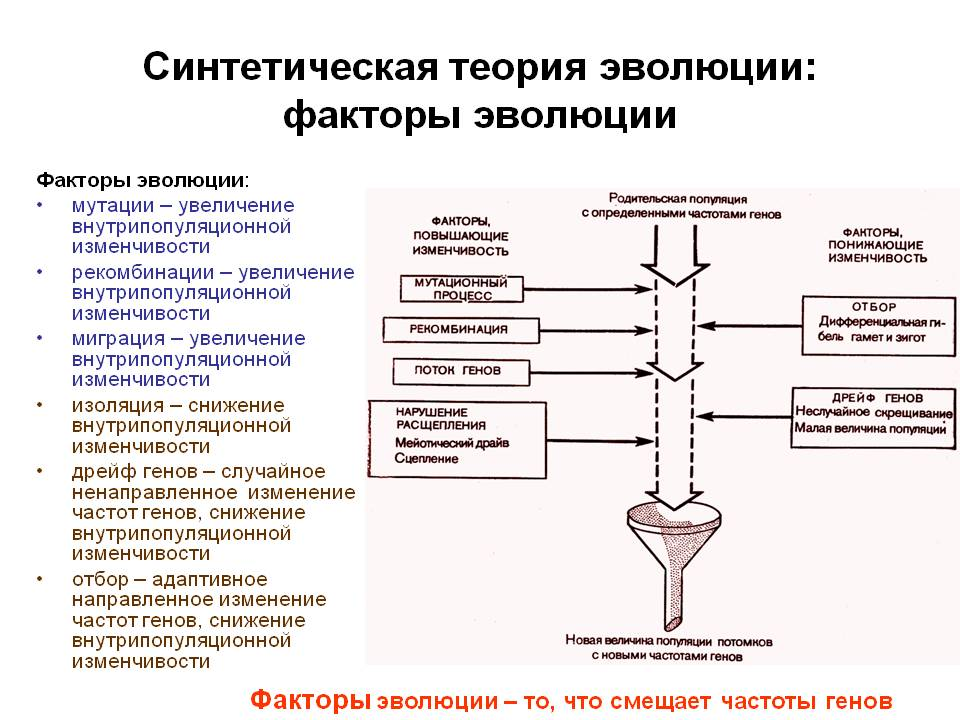 Синтетическая теория эволюции:
факторы эволюции
Факторы эволюции:
• мутации – увеличение
внутрипопуляционной
изменчивости
• рекомбинации – увеличение
внутрипопуляционной
изменчивости
• миграция – увеличение
внутрипопуляционной
изменчивости
• изоляция – снижение
внутрипопуляционной
изменчивости
• дрейф генов – случайное
ненаправленное изменение
частот генов, снижение
внутрипопуляционной
изменчивости
• отбор – адаптивное
направленное изменение
частот генов, снижение
внутрипопуляционной
изменчивости
Родительская популяция
с определенными частотами генов
ФАКТОРЫ,
ПОВЫШАЮЩИЕ
ИЗМЕНЧИВОСТЬ
МУТАЦИОННЫЙ
ПРОЦЕСС
РЕКОМБИНАЦИЯ
ПОТОК ГЕНОВ
НАРУШЕНИЕ
РАСЩЕПЛЕНИЯ
Мейотический драйв
Сцепление
ФАКТОРЫ,
ПОНИЖАЮЩИЕ
ИЗМЕНЧИВОСТЬ
ОТБОР
Дифференциальная ги-
бель гамет и зигот
ДРЕЙФ ГЕНОВ
Неслучайное скрещивание
Малая величина популяции
Новая величина популяции потомков
с новыми частотами генов
Факторы эволюции – то, что смещает частоты генов